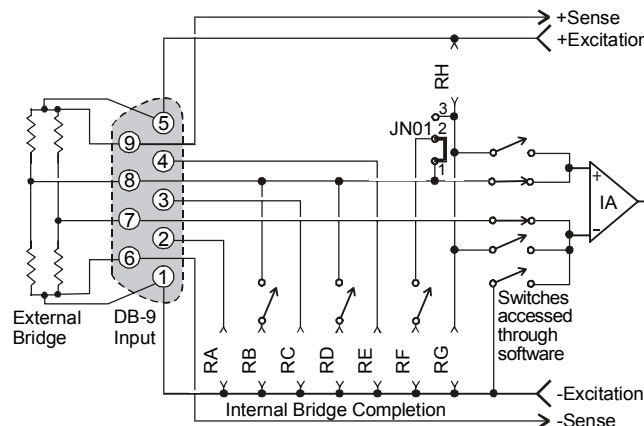 +Sense
+Excitation
RH
3
JN01
2
1
5
9
4
8
3
7
2
6
1
+
IA
-
External
Bridge
DB-9
Input
Switches
accessed
through
software
RA
RB
RC
RD
RE
RF
RG
Internal Bridge Completion
-Excitation
-Sense